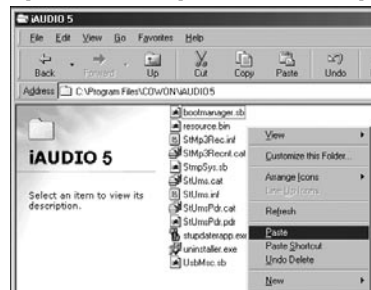 iAUDIO 5
File Edit View Go Favorites Help
Back Forward Up Cut Copy Paste Undo
Address C:\Program Files\COWON\iAUDIO5
iAUDIO 5
Select an item to view its
description.
bootmanager.sb
resource.bin
StMp3Rec.inf
StMp3Recnt.cat
StmpSys.sb
StUms.cat
StUms.inf
StUmsPdr.cat
StUmsPdr.pdr
stupdaterapp.exe
uninstaller.exe
UsbMsc.sb
View
Customize this Folder...
Arrange Icons
Line Up Icons
Refresh
Paste
Paste Shortcut
Undo Delete
New